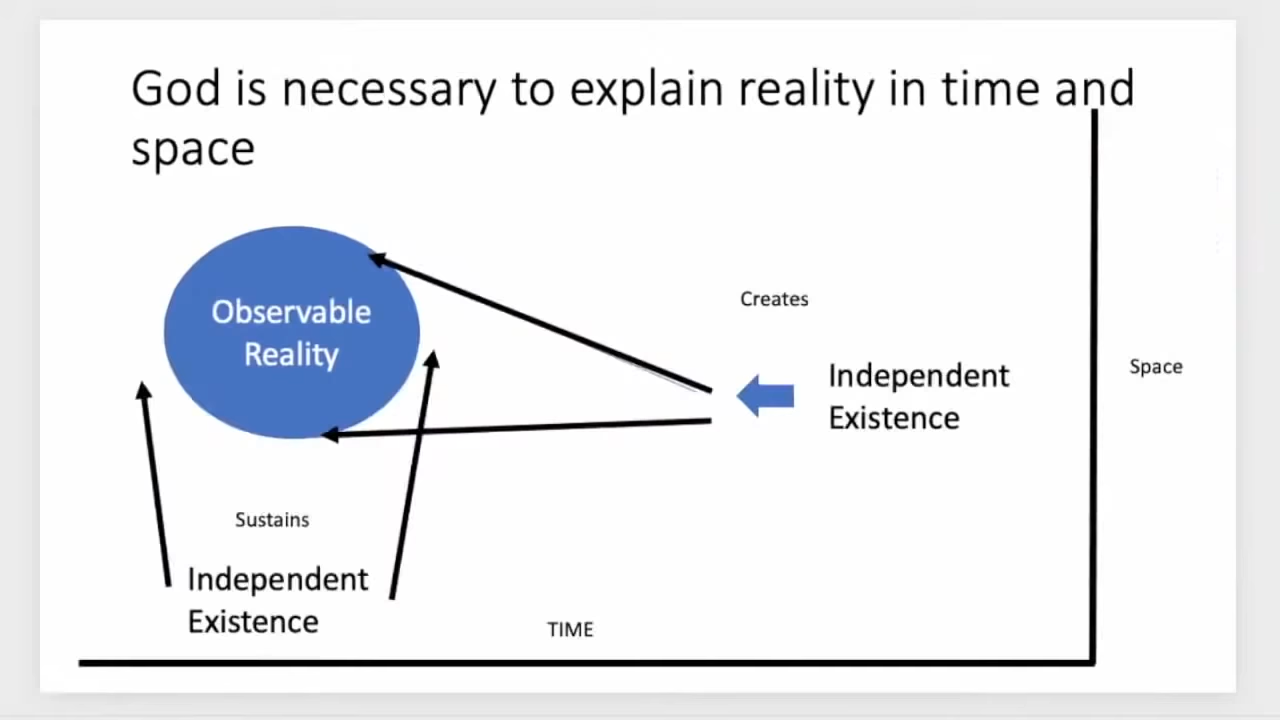 God is necessary to explain reality in time and
space
Observable
Reality
Creates
Independent
Existence
Space
Sustains
Independent
Existence
TIME